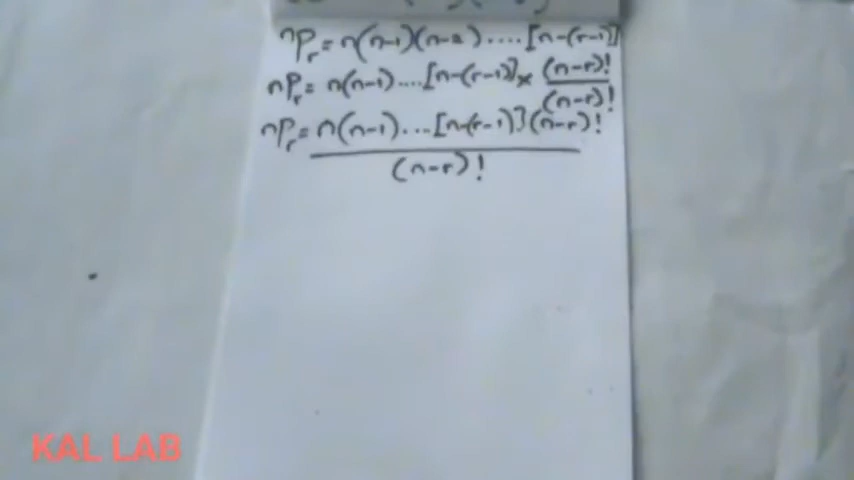 nPr = n(n-1)(n-2)....[n-(r-1)]
nPr = n(n-1)....[n-(r-1)] × (n-r)!/(n-r)!
nPr = n(n-1)...[n-(r-1)](n-r)!
(n-r)!
KAL LAB